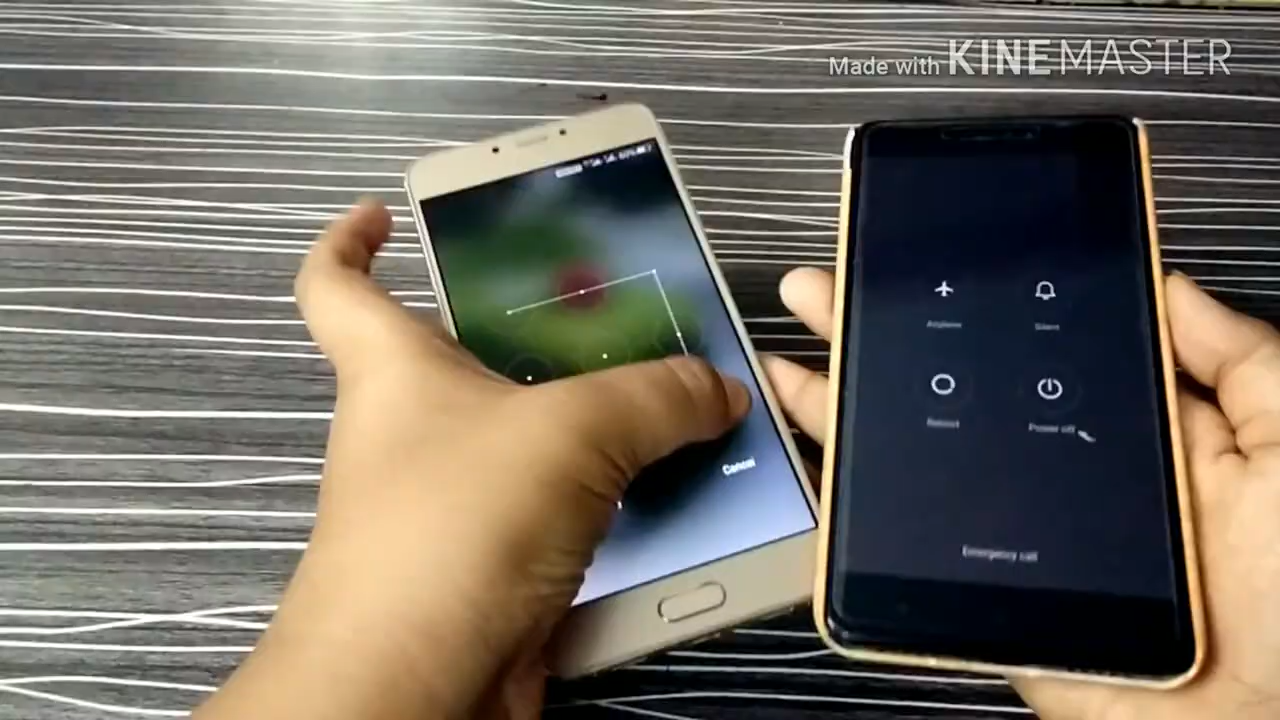 Made with KINEMASTER
Airplane
Silent
Reboot
Power off
Cancel
Emergency call